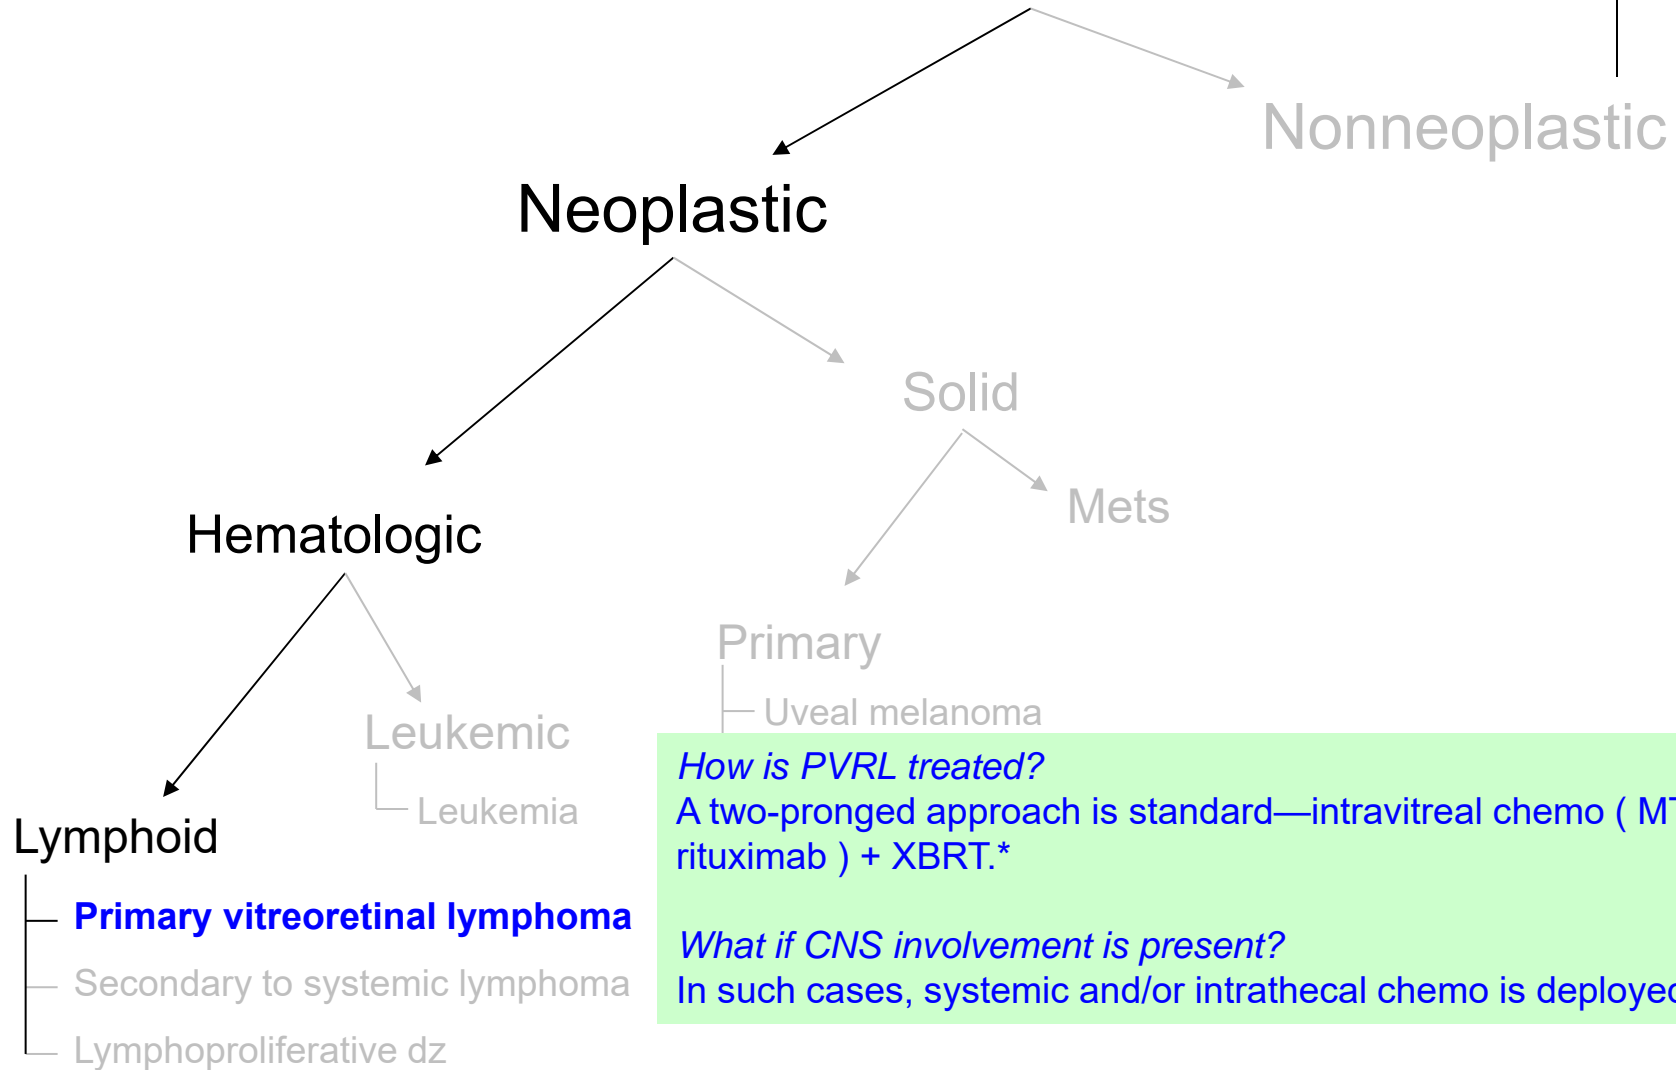 Nonneoplastic
Neoplastic
Solid
Mets
Hematologic
Primary
Uveal melanoma
Leukemic
Leukemia
Lymphoid
Primary vitreoretinal lymphoma
Secondary to systemic lymphoma
Lymphoproliferative dz
How is PVRL treated?
A two-pronged approach is standard—intravitreal chemo (
rituximab ) + XBRT.*
What if CNS involvement is present?
In such cases, systemic and/or intrathecal chemo is deployed